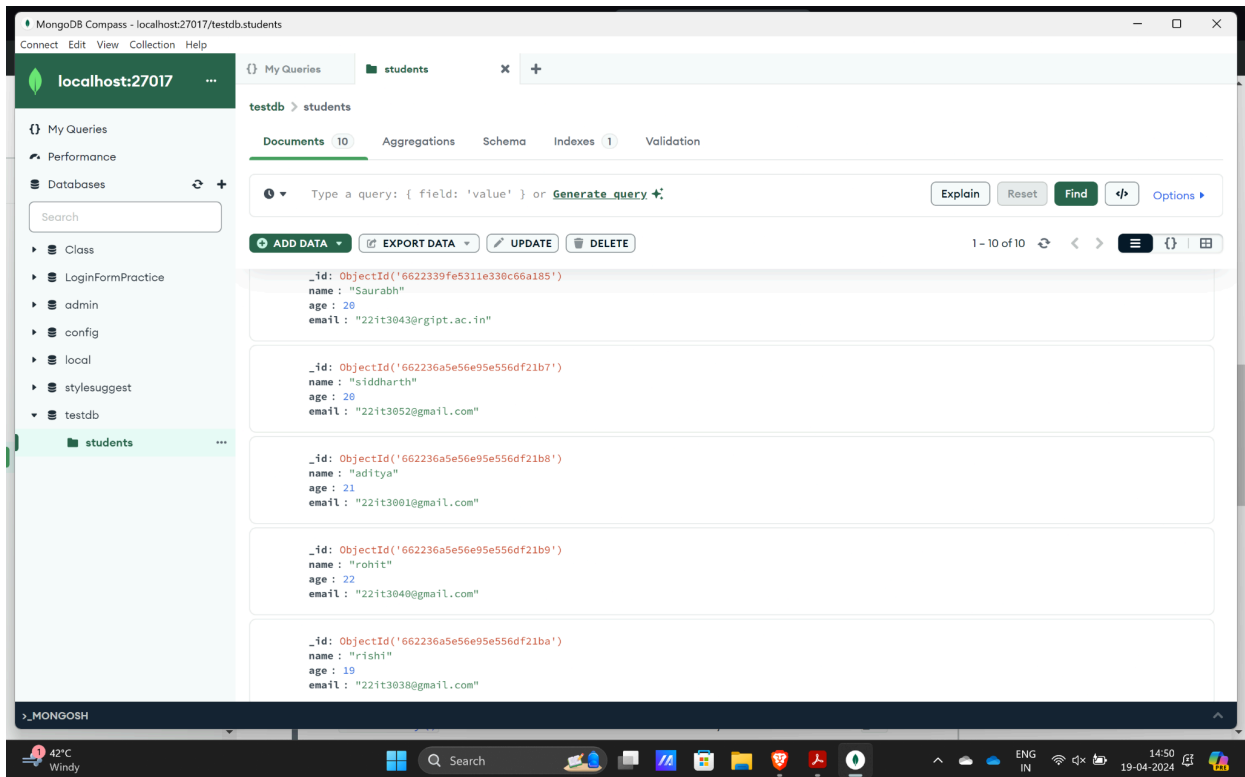 MongoDB Compass - localhost:27017/testdb.students
Connect Edit View Collection Help
localhost:27017 ...
{} My Queries
students
testdb > students
{} My Queries
Performance
Databases
Search
Class
LoginFormPractice
admin
config
local
stylesuggest
testdb
students ...
Documents 10 Aggregations Schema Indexes 1 Validation
Type a query: { field: 'value' } or Generate query
Explain Reset Find </> Options
ADD DATA EXPORT DATA UPDATE DELETE
1 – 10 of 10 {}
_id: ObjectId('6622339fe5311e330c66a185')
name : "Saurabh"
age : 20
email : "22it3043@rgipt.ac.in"
_id: ObjectId('662236a5e56e95e556df21b7')
name : "siddharth"
age : 20
email : "22it3052@gmail.com"
_id: ObjectId('662236a5e56e95e556df21b8')
name : "aditya"
age : 21
email : "22it3001@gmail.com"
_id: ObjectId('662236a5e56e95e556df21b9')
name : "rohit"
age : 22
email : "22it3040@gmail.com"
_id: ObjectId('662236a5e56e95e556df21ba')
name : "rishi"
age : 19
email : "22it3038@gmail.com"
>_MONGOSH
1
42°C
Windy
Search
ENG
IN
14:50
19-04-2024
PRE